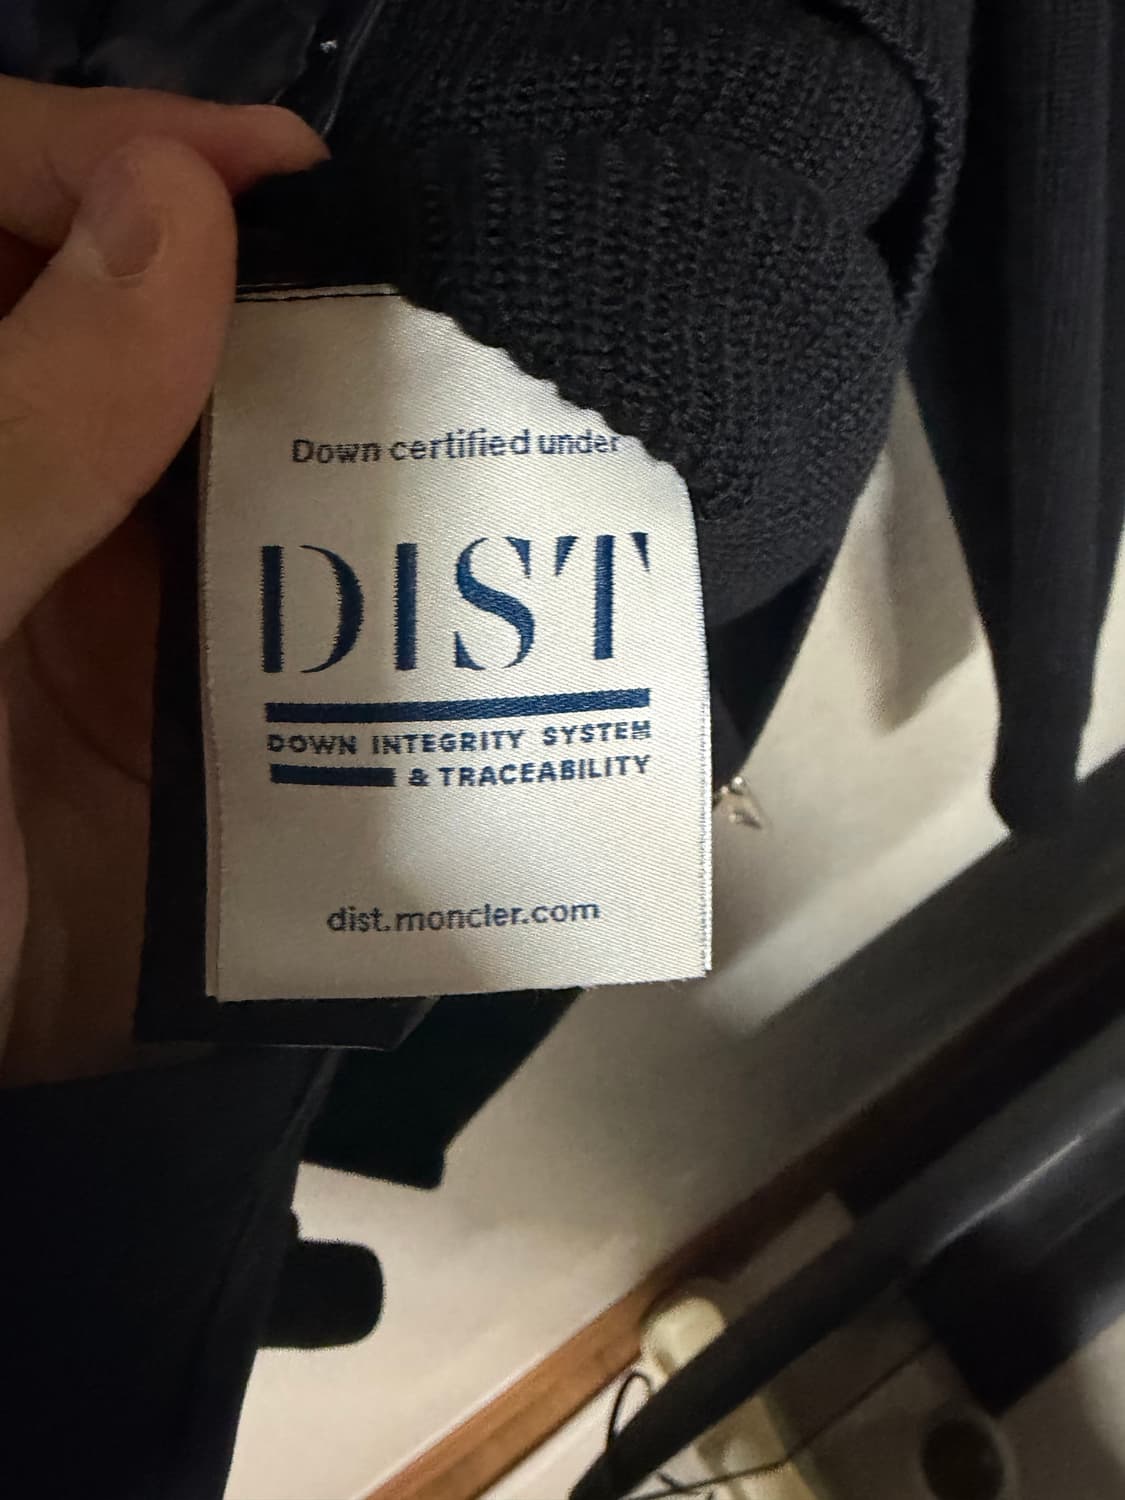 Down certified under
DIST
DOWN INTEGRITY SYSTEM
& TRACEABILITY
dist.moncler.com